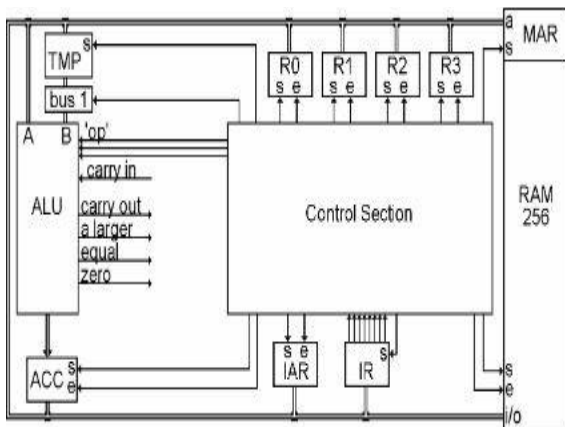 a
s
MAR
s
TMP
R0
s e
R1
s e
R2
s e
R3
s e
bus 1
A B
'op'
carry in
ALU
carry out
a larger
equal
zero
Control Section
RAM
256
ACC
s
e
s e
IAR
s
IR
s
e
i/o